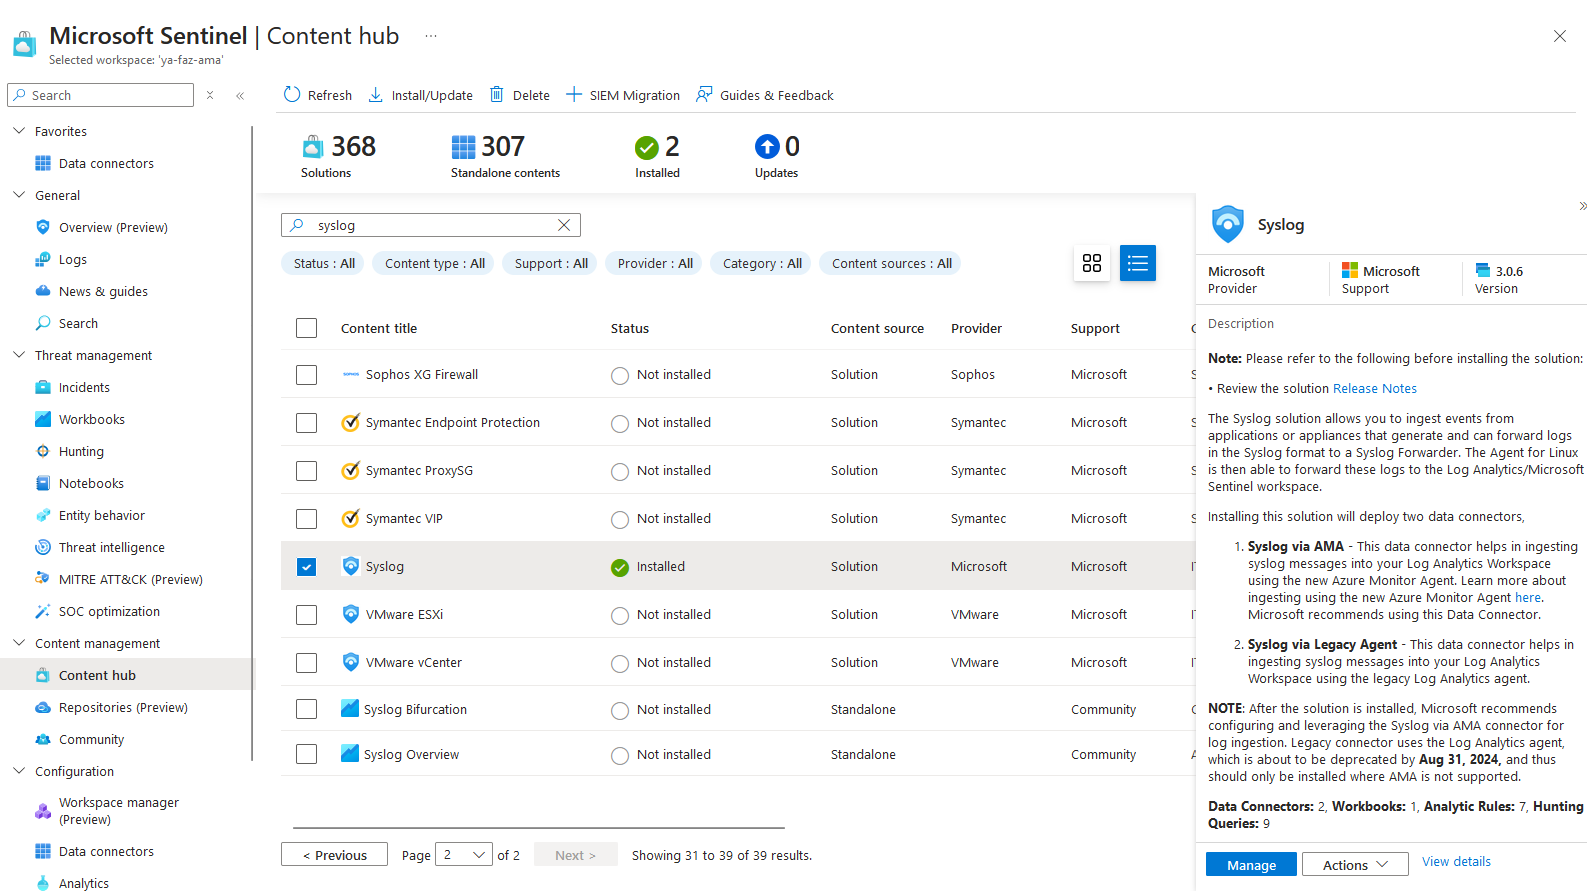 Microsoft Sentinel | Content hub ...
Selected workspace: 'ya-faz-ama'
Search
Favorites
Data connectors
General
Overview (Preview)
Logs
News & guides
Search
Threat management
Incidents
Workbooks
Hunting
Notebooks
Entity behavior
Threat intelligence
MITRE ATT&CK (Preview)
SOC optimization
Content management
Content hub
Repositories (Preview)
Community
Configuration
Workspace manager
(Preview)
Data connectors
Analytics
Refresh Install/Update Delete SIEM Migration Guides & Feedback
368 307 2 0
Solutions Standalone contents Installed Updates
syslog
Status : All Content type : All Support : All Provider : All Category : All Content sources : All
Content title Status Content source Provider Support C
SOPHOS Sophos XG Firewall Not installed Solution Sophos Microsoft S
Symantec Endpoint Protection Not installed Solution Symantec Microsoft S
Symantec ProxySG Not installed Solution Symantec Microsoft S
Symantec VIP Not installed Solution Symantec Microsoft S
Syslog Installed Solution Microsoft Microsoft IT
VMware ESXi Not installed Solution VMware Microsoft IT
VMware vCenter Not installed Solution VMware Microsoft IT
Syslog Bifurcation Not installed Standalone Community C
Syslog Overview Not installed Standalone Community A
< Previous Page 2 of 2 Next > Showing 31 to 39 of 39 results.
Syslog
Microsoft Microsoft 3.0.6
Provider Support Version
Description
Note: Please refer to the following before installing the solution:
• Review the solution Release Notes
The Syslog solution allows you to ingest events from
applications or appliances that generate and can forward logs
in the Syslog format to a Syslog Forwarder. The Agent for Linux
is then able to forward these logs to the Log Analytics/Microsoft
Sentinel workspace.
Installing this solution will deploy two data connectors,
1. Syslog via AMA - This data connector helps in ingesting
syslog messages into your Log Analytics Workspace
using the new Azure Monitor Agent. Learn more about
ingesting using the new Azure Monitor Agent here.
Microsoft recommends using this Data Connector.
2. Syslog via Legacy Agent - This data connector helps in
ingesting syslog messages into your Log Analytics
Workspace using the legacy Log Analytics agent.
NOTE: After the solution is installed, Microsoft recommends
configuring and leveraging the Syslog via AMA connector for
log ingestion. Legacy connector uses the Log Analytics agent,
which is about to be deprecated by Aug 31, 2024, and thus
should only be installed where AMA is not supported.
Data Connectors: 2, Workbooks: 1, Analytic Rules: 7, Hunting
Queries: 9
Manage Actions View details